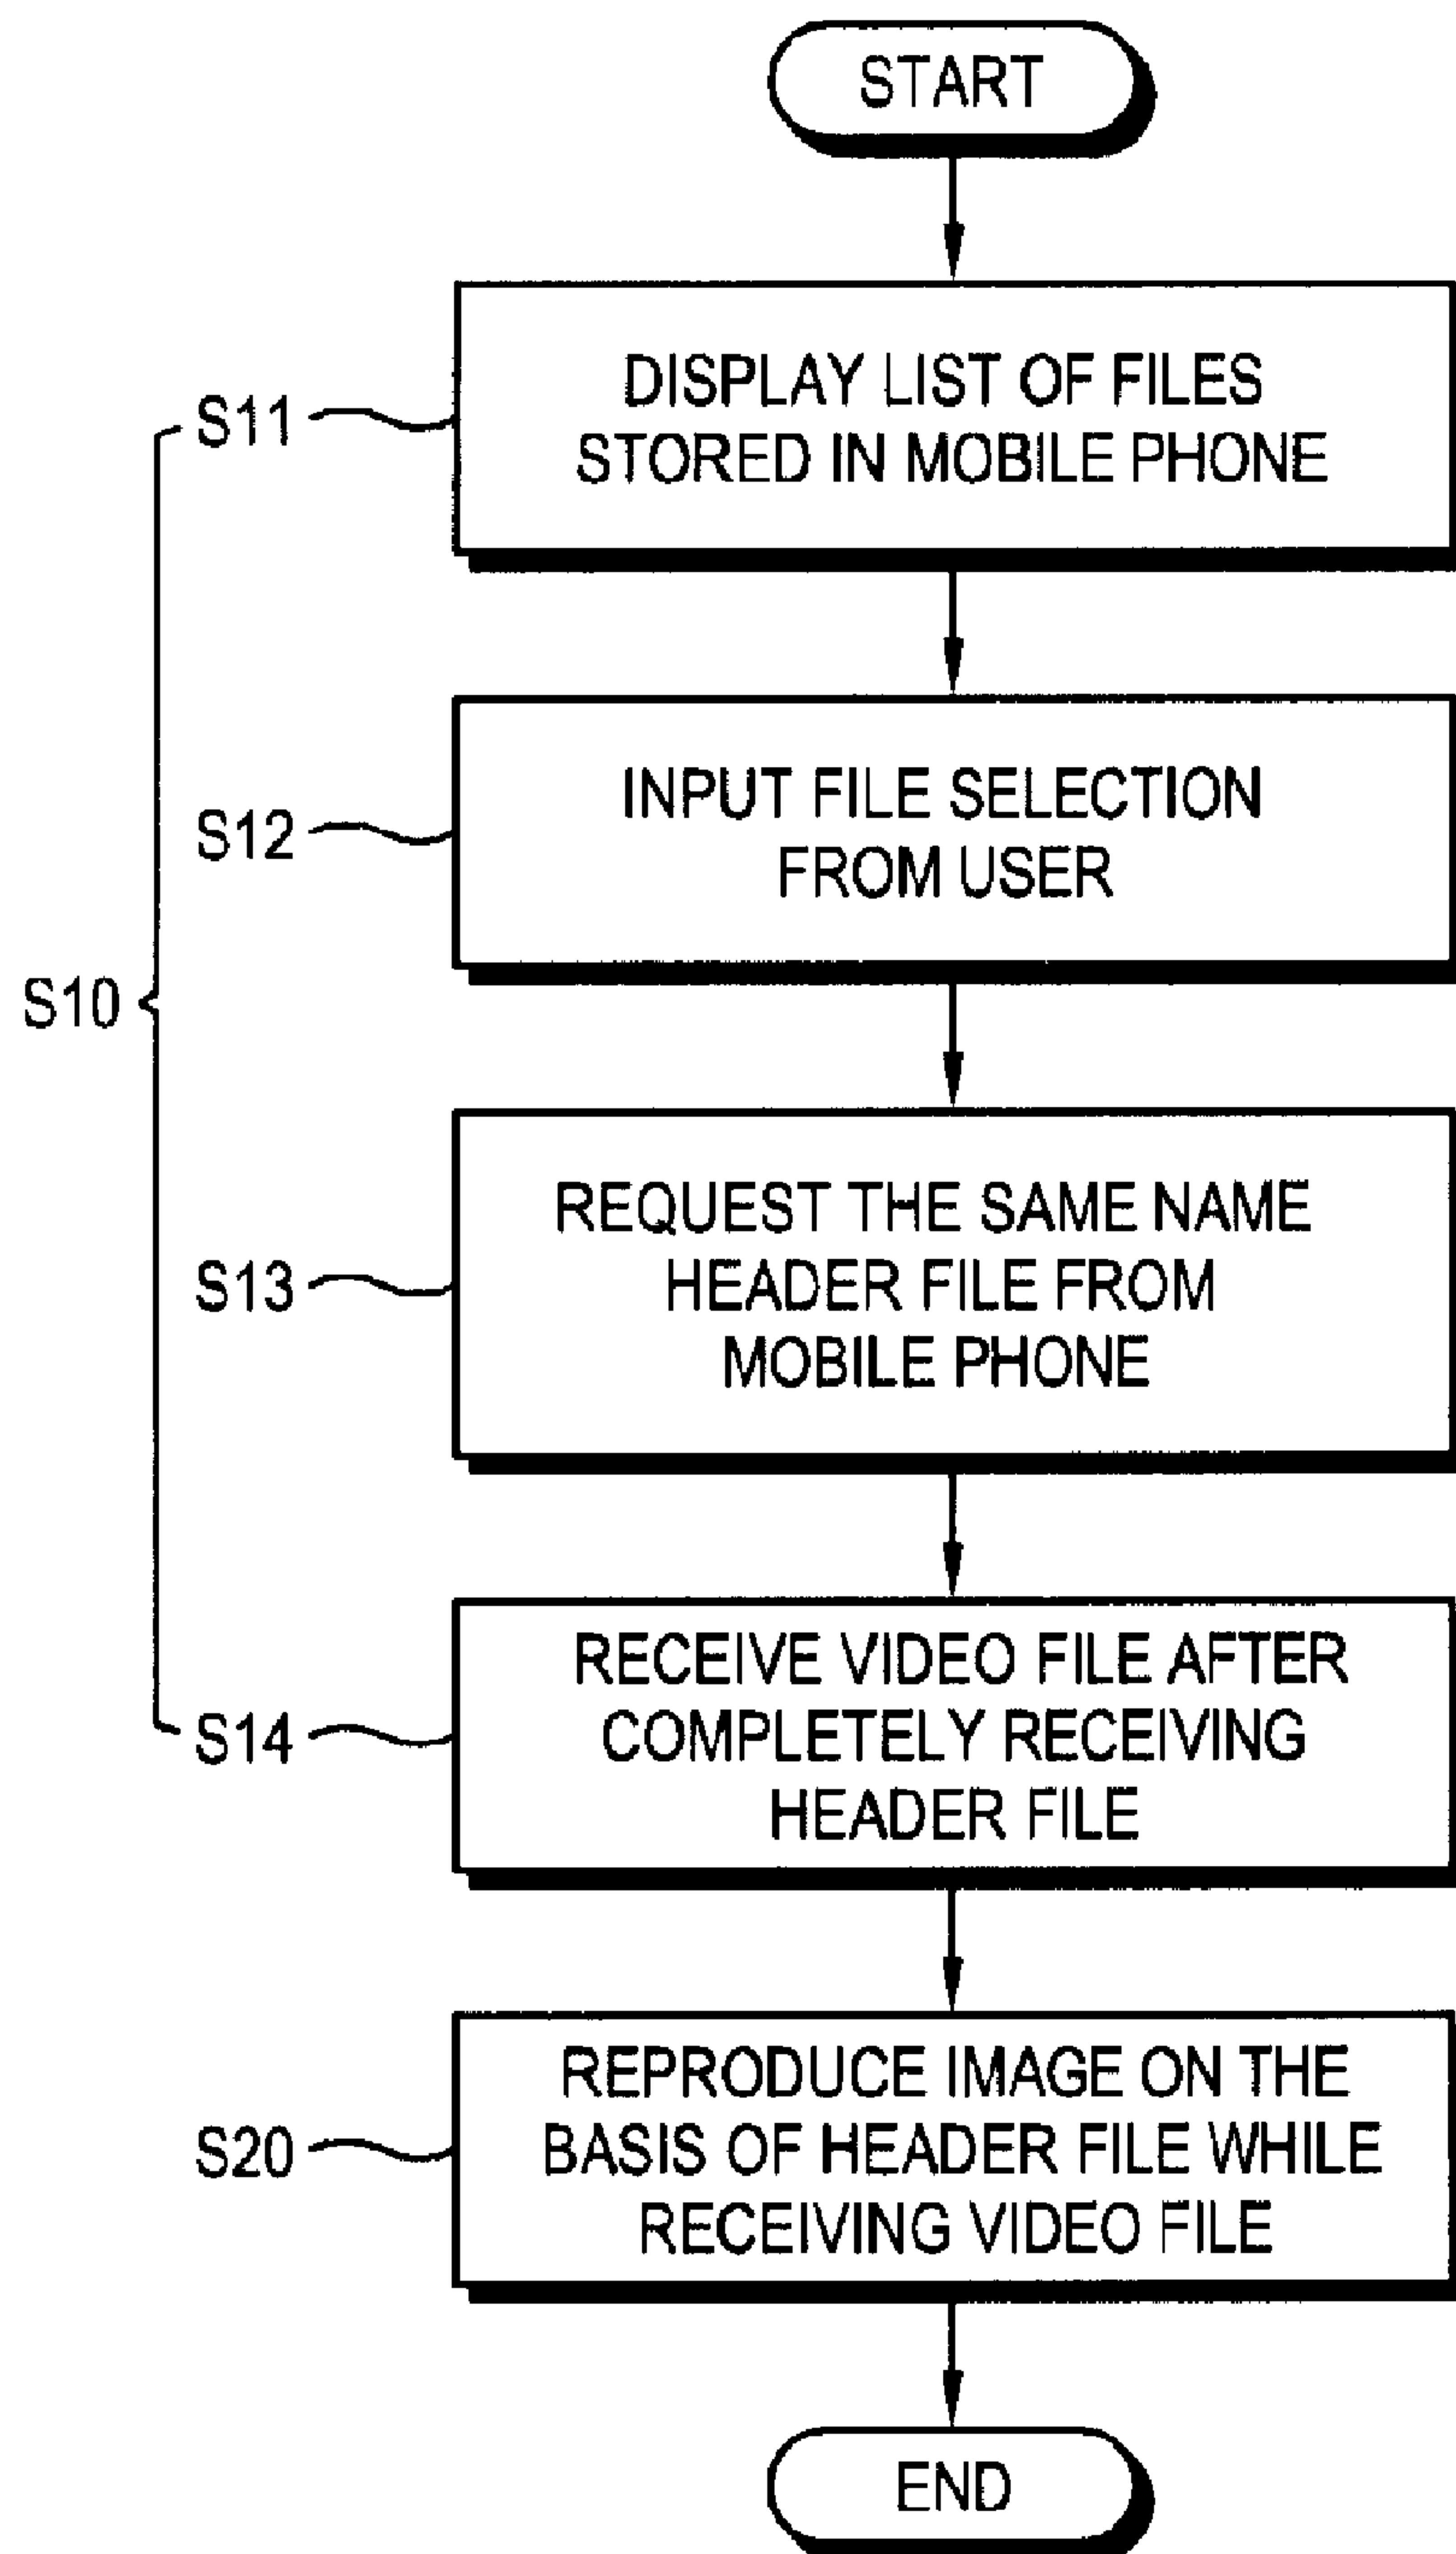 START
S11
DISPLAY LIST OF FILES
STORED IN MOBILE PHONE
S12
INPUT FILE SELECTION
FROM USER
S10
S13
REQUEST THE SAME NAME
HEADER FILE FROM
MOBILE PHONE
S14
RECEIVE VIDEO FILE AFTER
COMPLETELY RECEIVING
HEADER FILE
S20
REPRODUCE IMAGE ON THE
BASIS OF HEADER FILE WHILE
RECEIVING VIDEO FILE
END